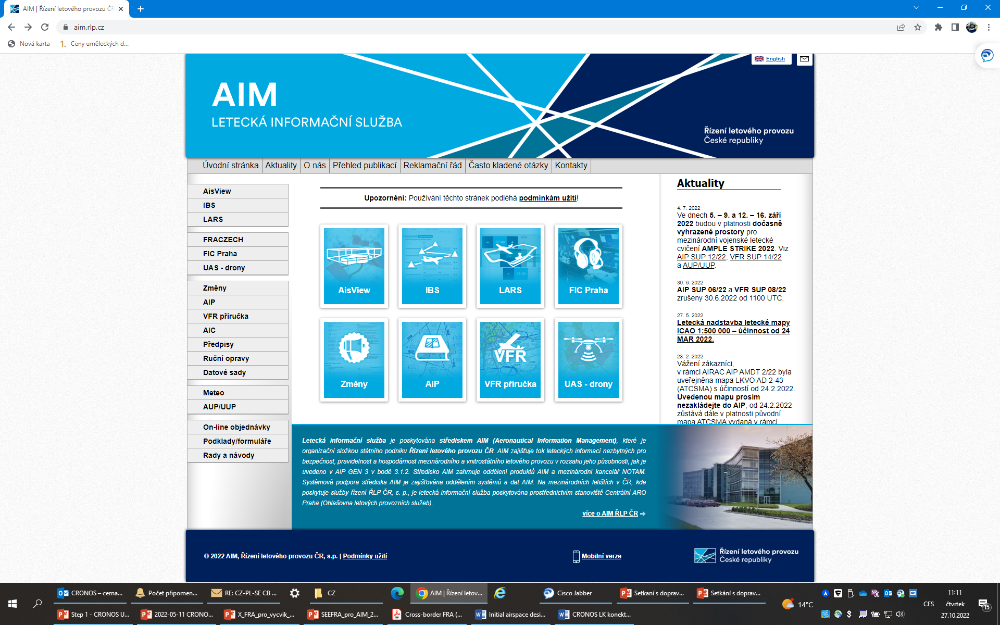 AIM | Řízení letového provozu ČR
aim.rlp.cz
Nová karta
1. Ceny uměleckých d...
English
AIM
LETECKÁ INFORMAČNÍ SLUŽBA
Řízení letového provozu
České republiky
Úvodní stránka
Aktuality
O nás
Přehled publikací
Reklamační řád
Často kladené otázky
Kontakty
AisView
IBS
LARS
FRACZECH
FIC Praha
UAS - drony
Změny
AIP
VFR příručka
AIC
Předpisy
Ruční opravy
Datové sady
Meteo
AUP/UUP
On-line objednávky
Podklady/formuláře
Rady a návody
Upozornění: Používání těchto stránek podléhá podmínkám užití!
AisView
IBS
LARS
FIC Praha
Změny
AIP
VFR
VFR příručka
UAS - drony
Aktuality
4. 7. 2022
Ve dnech 5. – 9. a 12. – 16. září
2022 budou v platnosti dočasně
vyhrazené prostory pro
mezinárodní vojenské letecké
cvičení AMPLE STRIKE 2022. Viz
AIP SUP 12/22, VFR SUP 14/22
a AUP/UUP.
30. 6. 2022
AIP SUP 06/22 a VFR SUP 08/22
zrušeny 30.6.2022 od 1100 UTC.
27. 5. 2022
Letecká nadstavba letecké mapy
ICAO 1:500 000 – účinnost od 24
MAR 2022.
23. 2. 2022
Vážení zákazníci,
v rámci AIRAC AIP AMDT 2/22 byla
uveřejněna mapa LKVO AD 2-43
(ATCSMA) s účinností od 24.2.2022.
Uvedenou mapu prosím
nezakládejte do AIP, od 24.2.2022
zůstává dále v platnosti původní
mapa ATCSMA vydaná v rámci
Letecká informační služba je poskytována střediskem AIM (Aeronautical Information Management), které je
organizační složkou státního podniku Řízení letového provozu ČR. AIM zajišťuje tok leteckých informací nezbytných pro
bezpečnost, pravidelnost a hospodárnost mezinárodního a vnitrostátního letového provozu v rozsahu jeho působnosti, jak je
uvedeno v AIP GEN 3 v bodě 3.1.2. Středisko AIM zahrnuje oddělení produktů AIM a mezinárodní kancelář NOTAM.
Systémová podpora střediska AIM je zajišťována oddělením systémů a dat AIM. Na mezinárodních letištích v ČR, kde
poskytuje služby řízení ŘLP ČR, s. p., je letecká informační služba poskytována prostřednictvím stanoviště Centrální ARO
Praha (Ohlašovna letových provozních služeb).
více o AIM ŘLP ČR
© 2022 AIM, Řízení letového provozu ČR, s.p. | Podmínky užití
Mobilní verze
Řízení letového provozu
České republiky
CRONOS – cerna...
Počet připomen...
RE: CZ-PL-SE CB ...
CZ
AIM | Řízení letov...
Cisco Jabber
Setkaní s doprav...
Setkání s doprav...
Step 1 - CRONOS U...
2022-05-11 CRONO...
X_FRA_pro_vycvik_...
SEEFRA_pro_AIM_2...
Cross-border FRA (...
Initial airspace desi...
CRONOS LK konekt...
14°C
CES
11:11
čtvrtek
27.10.2022
15